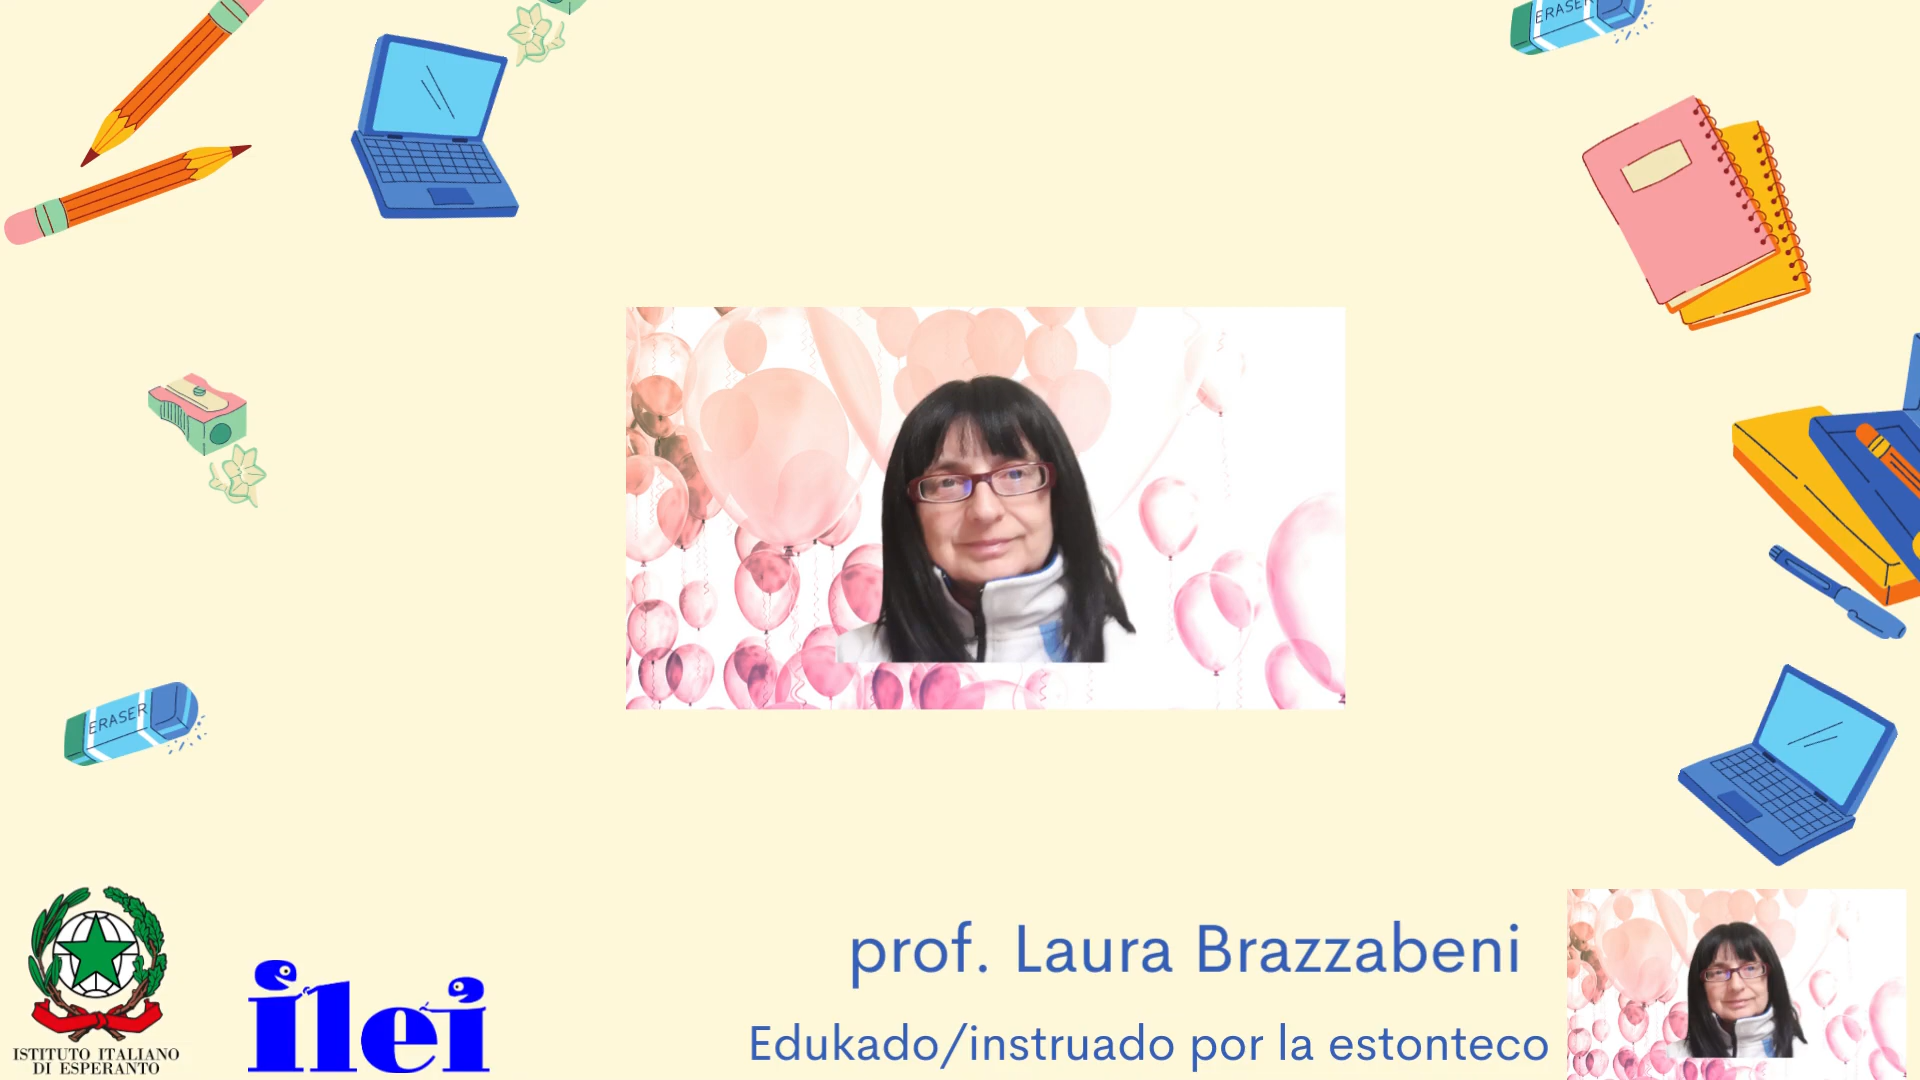 ERASER
ERASER
prof. Laura Brazzabeni
Edukado/instruado por la estonteco
ilei
ISTITUTO ITALIANO
DI ESPERANTO